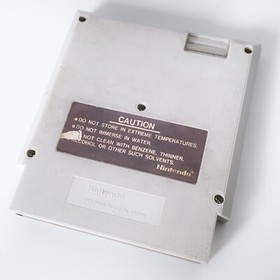 CAUTION
•DO NOT STORE IN EXTREME TEMPERATURES.
•DO NOT IMMERSE IN WATER.
NOT CLEAN WITH BENZENE, THINNER,
ALCOHOL OR OTHER SUCH SOLVENTS.
Nintendo
Nintendo